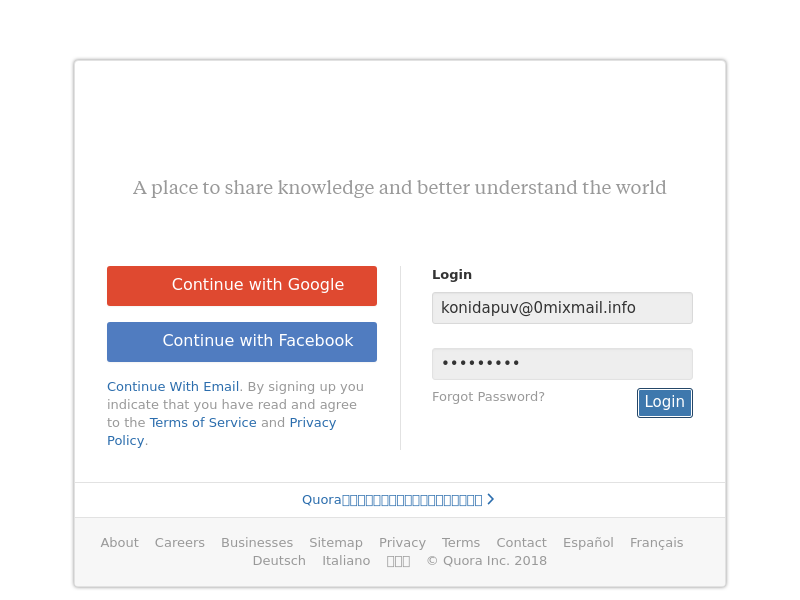 A place to share knowledge and better understand the world
Continue with Google
Continue with Facebook
Continue With Email. By signing up you
indicate that you have read and agree
to the Terms of Service and Privacy
Policy.
Login
konidapuv@0mixmail.info
•••••••••
Forgot Password?
Login
Quora
About Careers Businesses Sitemap Privacy Terms Contact Español Français
Deutsch Italiano © Quora Inc. 2018